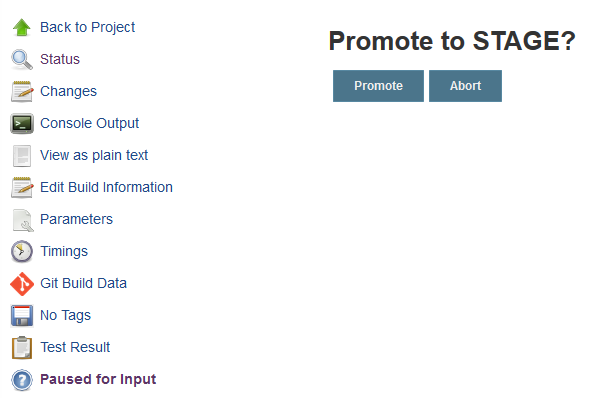 Back to Project
Status
Changes
Console Output
View as plain text
Edit Build Information
Parameters
Timings
Git Build Data
No Tags
Test Result
Paused for Input
Promote to STAGE?
Promote
Abort